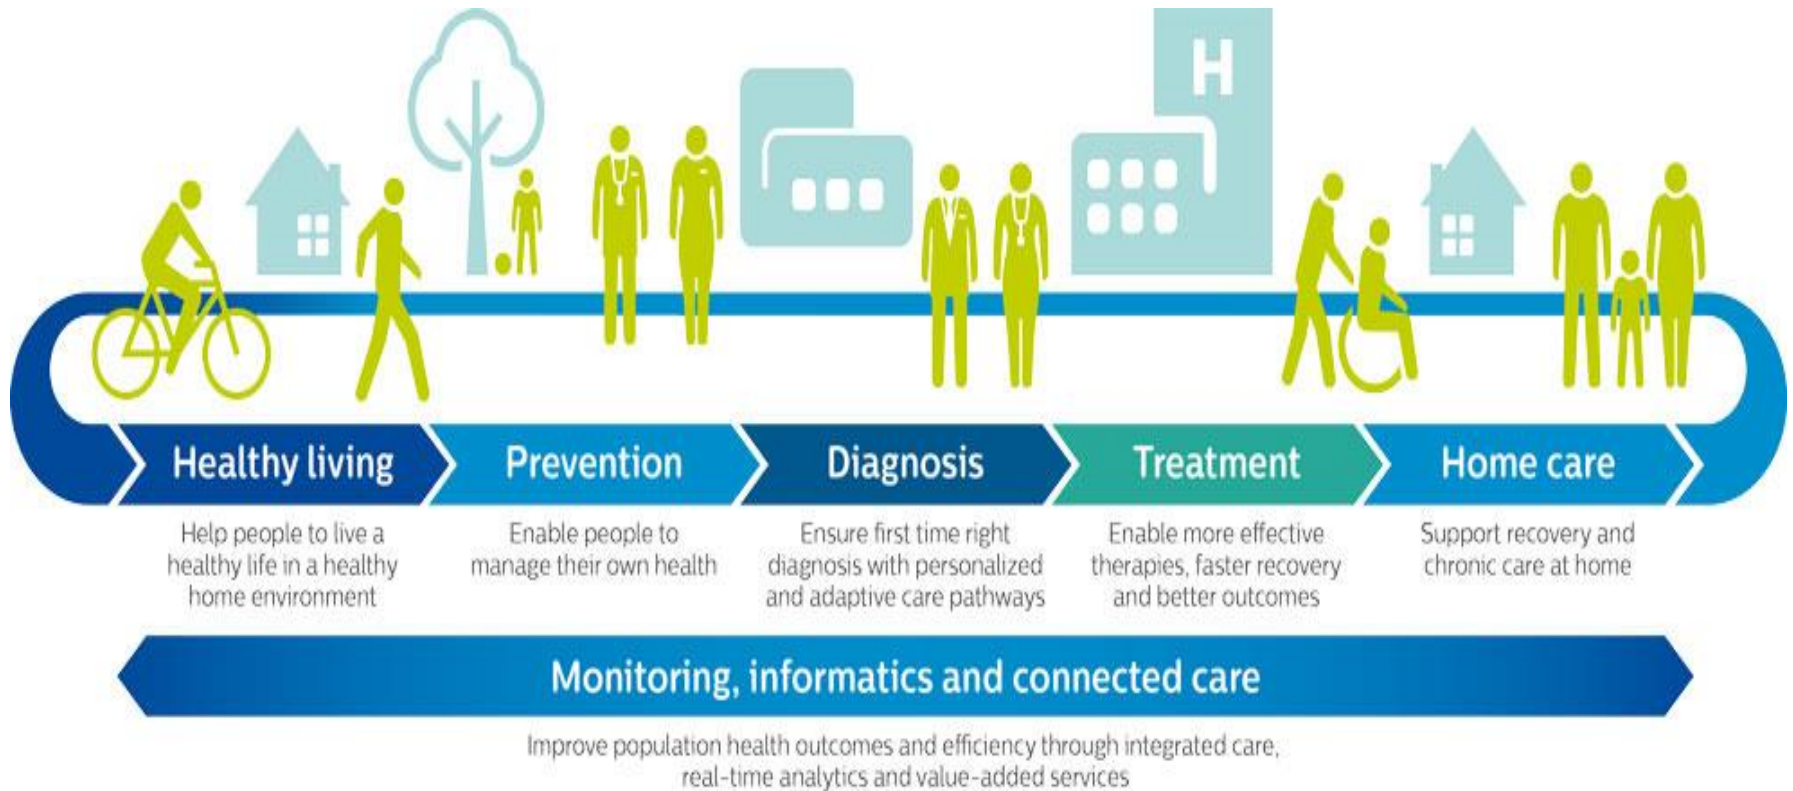 H
Healthy living
Prevention
Diagnosis
Treatment
Home care
Help people to live a
healthy life in a healthy
home environment
Enable people to
manage their own health
Ensure first time right
diagnosis with personalized
and adaptive care pathways
Enable more effective
therapies, faster recovery
and better outcomes
Support recovery and
chronic care at home
Monitoring, informatics and connected care
Improve population health outcomes and efficiency through integrated care,
real-time analytics and value-added services